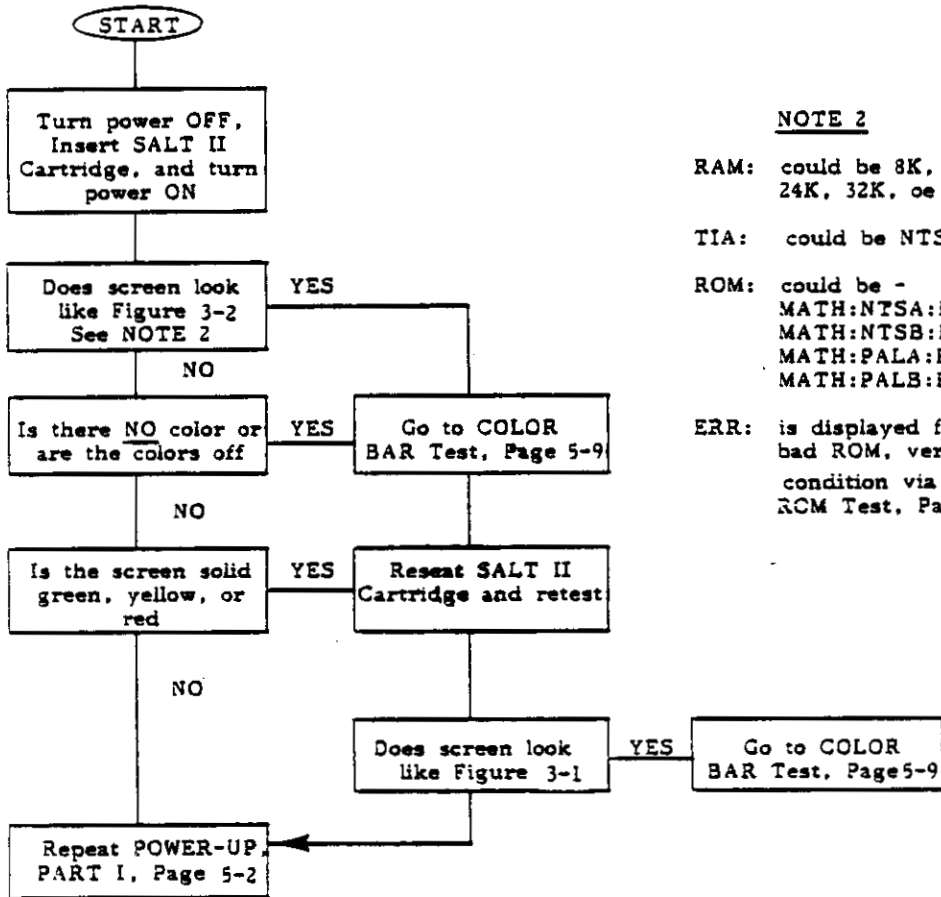 START
Turn power OFF,
Insert SALT II
Cartridge, and turn
power ON
Does screen look
like Figure 3-2
See NOTE 2
YES
NO
Is there NO color or
are the colors off
YES
Go to COLOR
BAR Test, Page 5-9
NO
Is the screen solid
green, yellow, or
red
YES
Reseat SALT II
Cartridge and retest
NO
Does screen look
like Figure 3-1
YES
Go to COLOR
BAR Test, Page 5-9
Repeat POWER-UP,
PART I, Page 5-2
NOTE 2
RAM: could be 8K,
24K, 32K, oe
TIA: could be NTS
ROM: could be -
MATH:NTSA:
MATH:NTSB:
MATH:PALA:
MATH:PALB:
ERR: is displayed f
bad ROM, ver
condition via
ROM Test, Pa